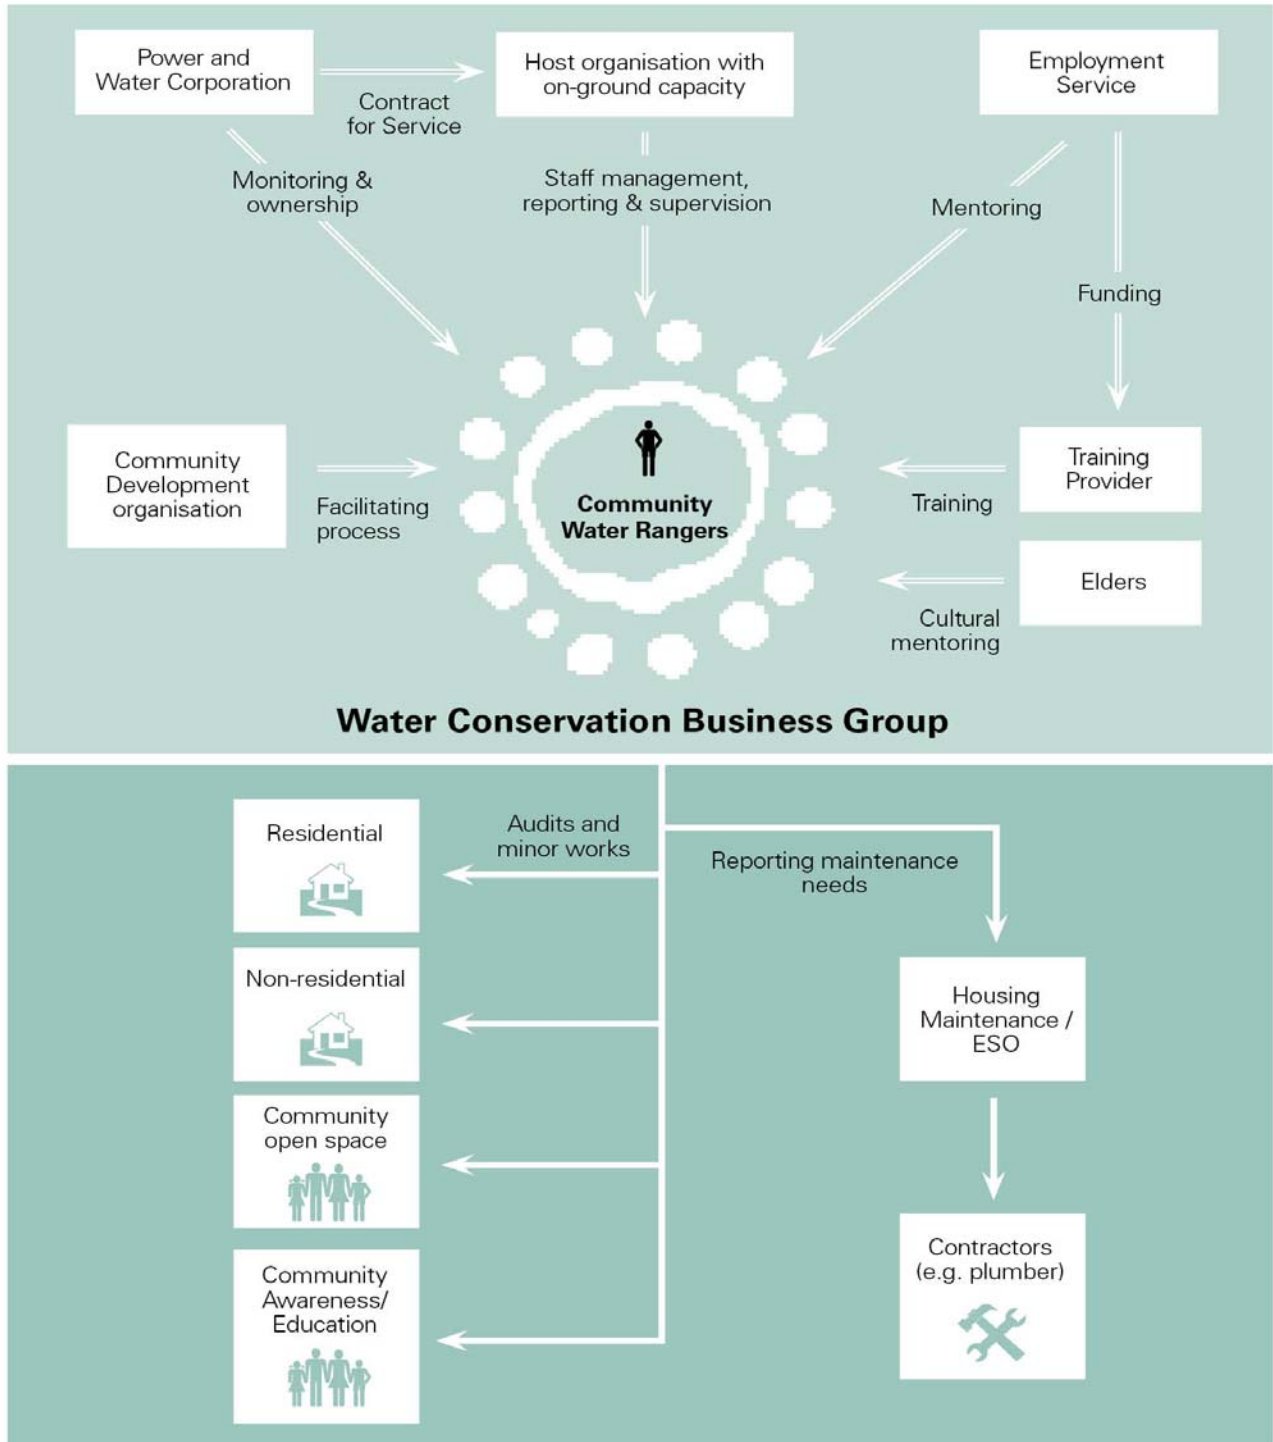 Power and
Water Corporation
Contract
for Service
Host organisation with
on-ground capacity
Employment
Service
Monitoring &
ownership
Staff management,
reporting & supervision
Mentoring
Funding
Community
Development
organisation
Facilitating
process
Community
Water Rangers
Training
Training
Provider
Cultural
mentoring
Elders
Water Conservation Business Group
Residential
Audits and
minor works
Reporting maintenance
needs
Non-residential
Housing
Maintenance /
ESO
Community
open space
Community
Awareness/
Education
Contractors
(e.g. plumber)